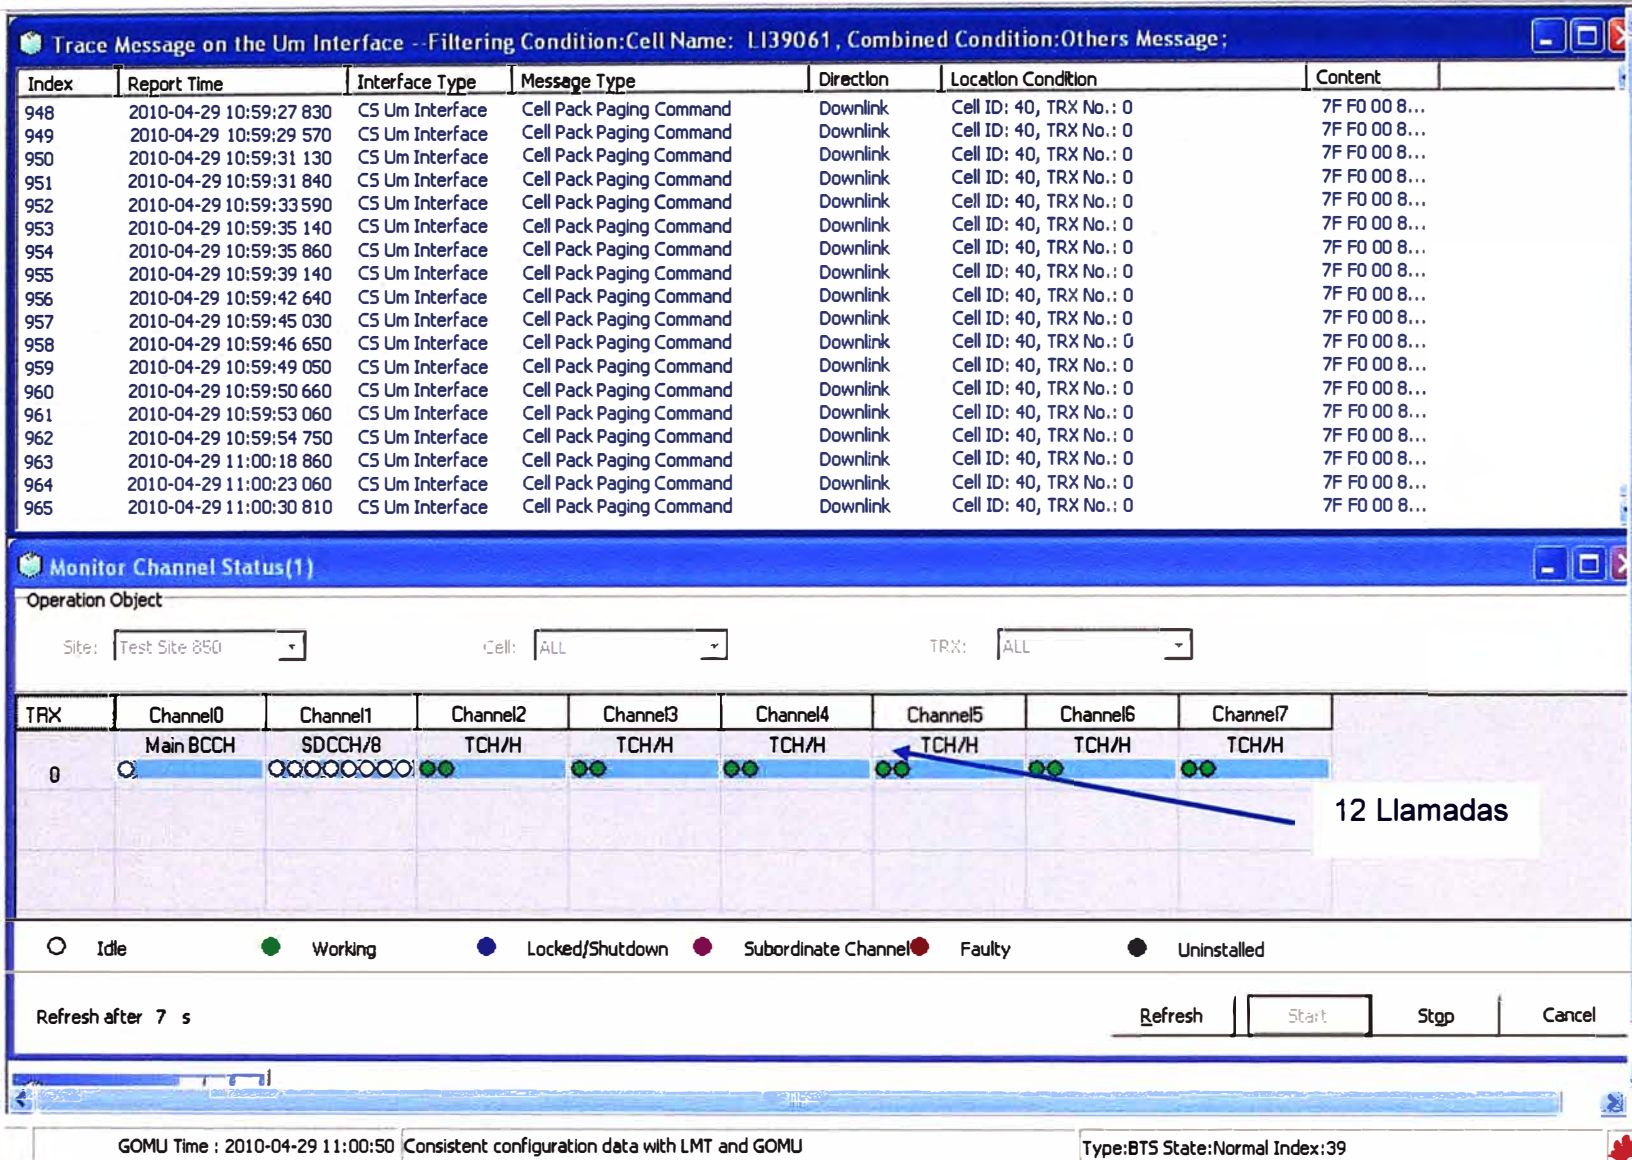 Trace Message on the Um Interface --Filtering Condition:Cell Name: LI39061, Combined Condition:Others Message;
Index Report Time Interface Type Message Type Direction Location Condition Content
948 2010-04-29 10:59:27 830 CS Um Interface Cell Pack Paging Command Downlink Cell ID: 40, TRX No.: 0 7F F0 00 8...
949 2010-04-29 10:59:29 570 CS Um Interface Cell Pack Paging Command Downlink Cell ID: 40, TRX No.: 0 7F F0 00 8...
950 2010-04-29 10:59:31 130 CS Um Interface Cell Pack Paging Command Downlink Cell ID: 40, TRX No.: 0 7F F0 00 8...
951 2010-04-29 10:59:31 840 CS Um Interface Cell Pack Paging Command Downlink Cell ID: 40, TRX No.: 0 7F F0 00 8...
952 2010-04-29 10:59:33 590 CS Um Interface Cell Pack Paging Command Downlink Cell ID: 40, TRX No.: 0 7F F0 00 8...
953 2010-04-29 10:59:35 140 CS Um Interface Cell Pack Paging Command Downlink Cell ID: 40, TRX No.: 0 7F F0 00 8...
954 2010-04-29 10:59:35 860 CS Um Interface Cell Pack Paging Command Downlink Cell ID: 40, TRX No.: 0 7F F0 00 8...
955 2010-04-29 10:59:39 140 CS Um Interface Cell Pack Paging Command Downlink Cell ID: 40, TRX No.: 0 7F F0 00 8...
956 2010-04-29 10:59:42 640 CS Um Interface Cell Pack Paging Command Downlink Cell ID: 40, TRX No.: 0 7F F0 00 8...
957 2010-04-29 10:59:45 030 CS Um Interface Cell Pack Paging Command Downlink Cell ID: 40, TRX No.: 0 7F F0 00 8...
958 2010-04-29 10:59:46 650 CS Um Interface Cell Pack Paging Command Downlink Cell ID: 40, TRX No.: 0 7F F0 00 8...
959 2010-04-29 10:59:49 050 CS Um Interface Cell Pack Paging Command Downlink Cell ID: 40, TRX No.: 0 7F F0 00 8...
960 2010-04-29 10:59:50 660 CS Um Interface Cell Pack Paging Command Downlink Cell ID: 40, TRX No.: 0 7F F0 00 8...
961 2010-04-29 10:59:53 060 CS Um Interface Cell Pack Paging Command Downlink Cell ID: 40, TRX No.: 0 7F F0 00 8...
962 2010-04-29 10:59:54 750 CS Um Interface Cell Pack Paging Command Downlink Cell ID: 40, TRX No.: 0 7F F0 00 8...
963 2010-04-29 11:00:18 860 CS Um Interface Cell Pack Paging Command Downlink Cell ID: 40, TRX No.: 0 7F F0 00 8...
964 2010-04-29 11:00:23 060 CS Um Interface Cell Pack Paging Command Downlink Cell ID: 40, TRX No.: 0 7F F0 00 8...
965 2010-04-29 11:00:30 810 CS Um Interface Cell Pack Paging Command Downlink Cell ID: 40, TRX No.: 0 7F F0 00 8...
Monitor Channel Status(1)
Operation Object
Site: Test Site 850 Cell: ALL TRX: ALL
TRX Channel0 Channel1 Channel2 Channel3 Channel4 Channel5 Channel6 Channel7
Main BCCH SDCCH/8 TCH/H TCH/H TCH/H TCH/H TCH/H TCH/H
0
12 Llamadas
Idle Working Locked/Shutdown Subordinate Channel Faulty Uninstalled
Refresh after 7 s Refresh Start Stop Cancel
GOMU Time : 2010-04-29 11:00:50 Consistent configuration data with LMT and GOMU Type:BTS State:Normal Index:39